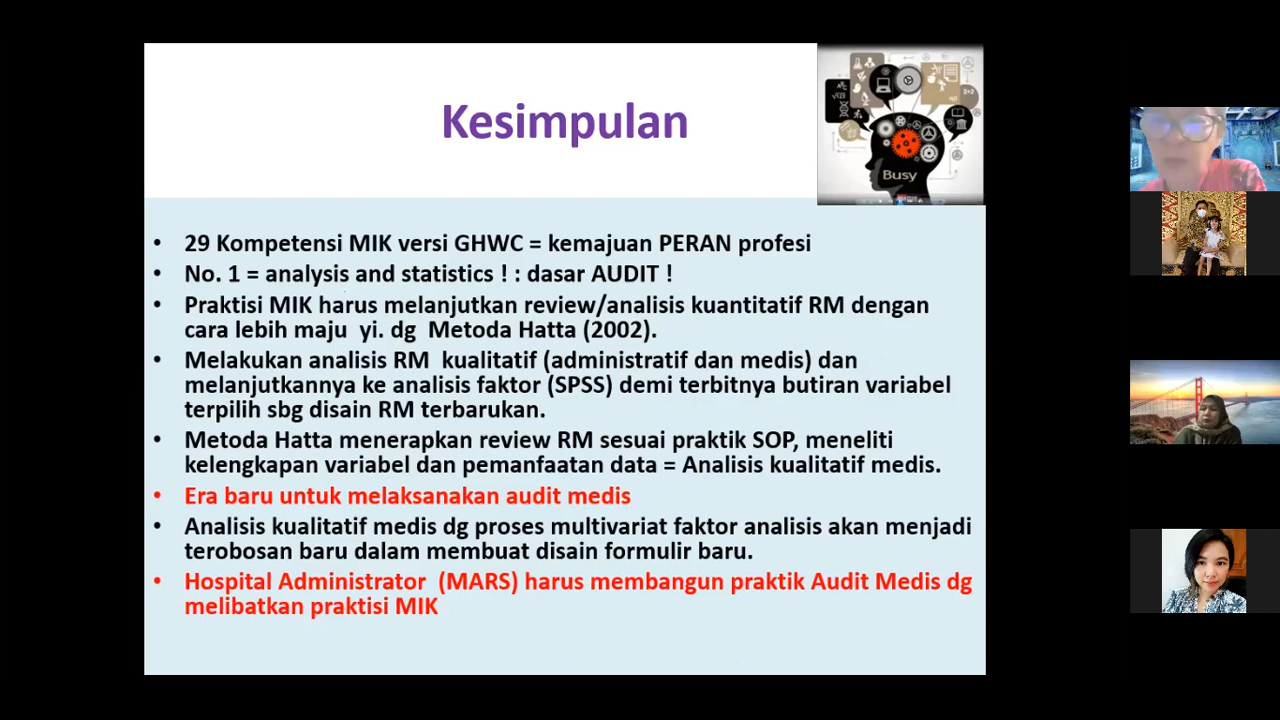 Kesimpulan
Busy
• 29 Kompetensi MIK versi GHWC = kemajuan PERAN profesi
• No. 1 = analysis and statistics ! : dasar AUDIT !
• Praktisi MIK harus melanjutkan review/analisis kuantitatif RM dengan
cara lebih maju yi. dg Metoda Hatta (2002).
• Melakukan analisis RM kualitatif (administratif dan medis) dan
melanjutkannya ke analisis faktor (SPSS) demi terbitnya butiran variabel
terpilih sbg disain RM terbarukan.
• Metoda Hatta menerapkan review RM sesuai praktik SOP, meneliti
kelengkapan variabel dan pemanfaatan data = Analisis kualitatif medis.
• Era baru untuk melaksanakan audit medis
• Analisis kualitatif medis dg proses multivariat faktor analisis akan menjadi
terobosan baru dalam membuat disain formulir baru.
• Hospital Administrator (MARS) harus membangun praktik Audit Medis dg
melibatkan praktisi MIK